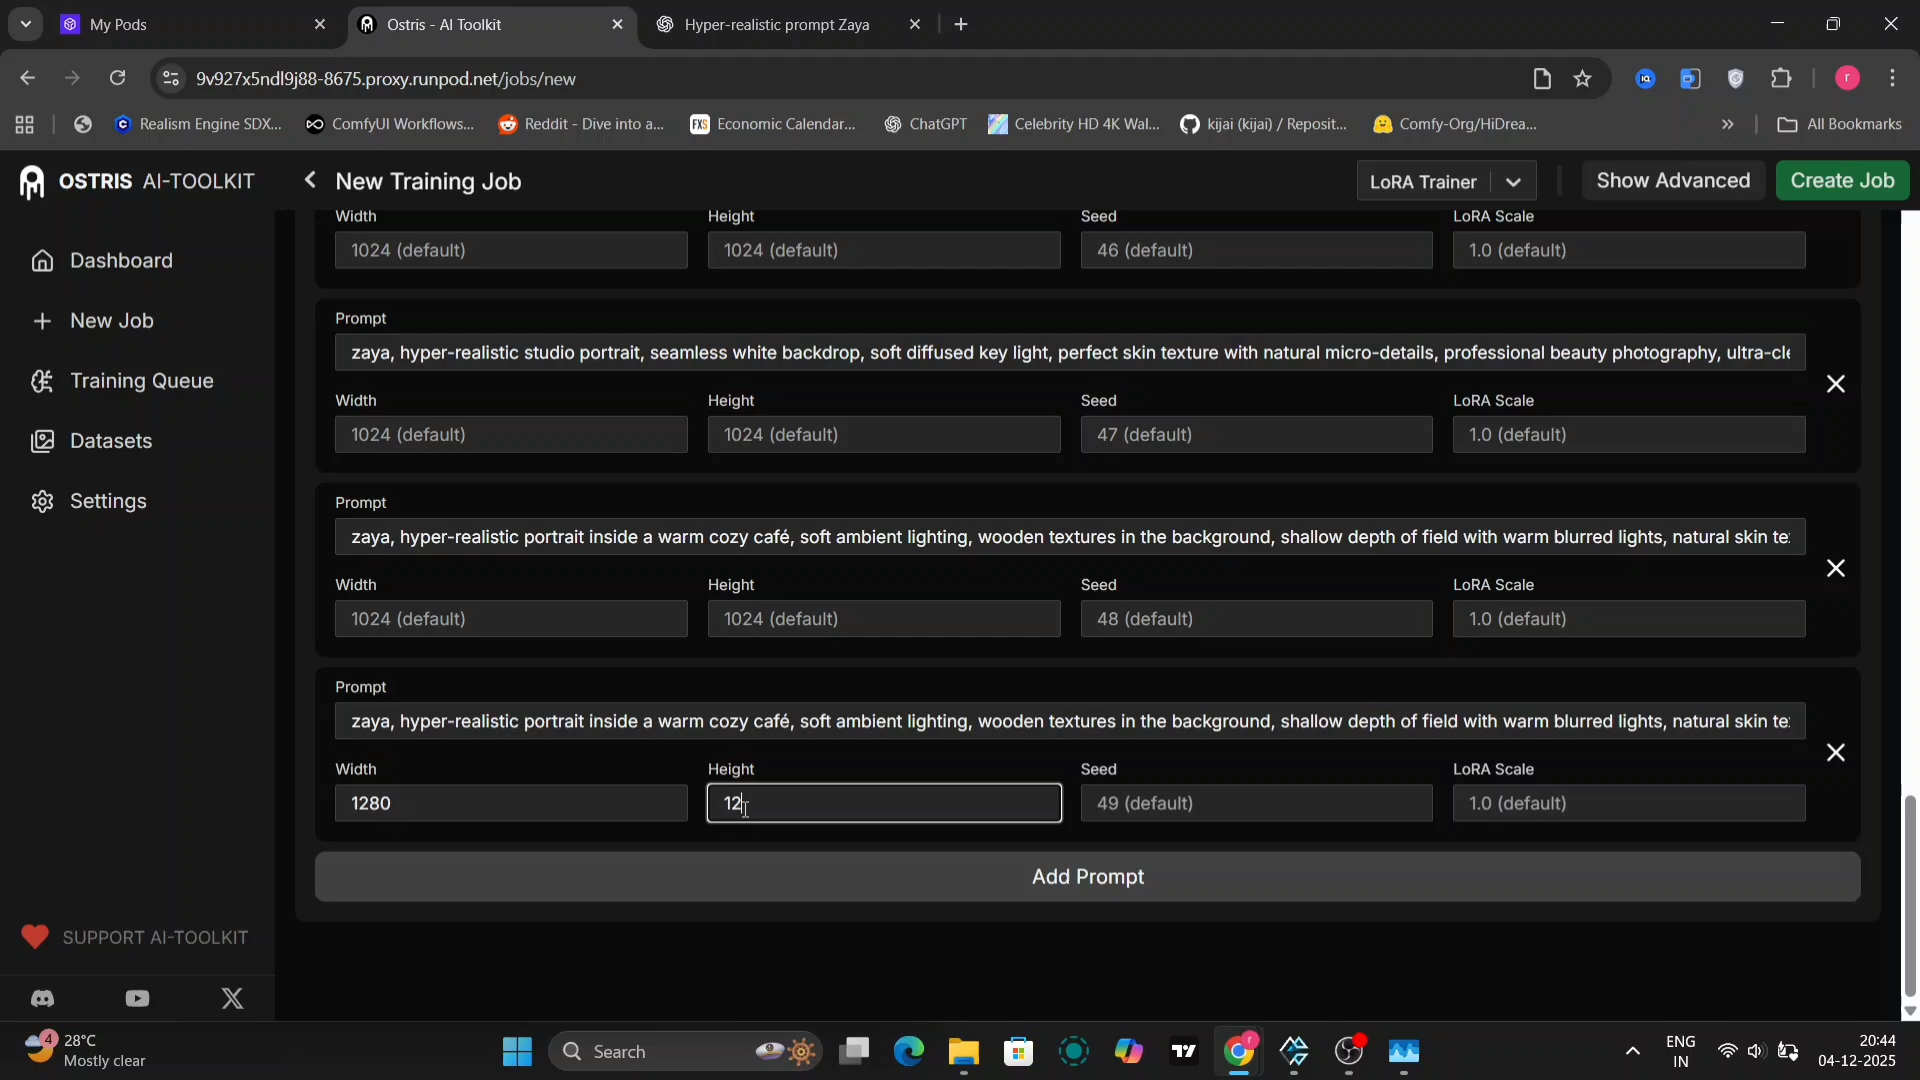 My Pods
Ostris - AI Toolkit
Hyper-realistic prompt Zaya
9v927x5ndl9j88-8675.proxy.runpod.net/jobs/new
Realism Engine SDX...
ComfyUI Workflows...
Reddit - Dive into a...
Economic Calendar...
ChatGPT
Celebrity HD 4K Wal...
kijai (kijai) / Reposit...
Comfy-Org/HiDrea...
All Bookmarks
OSTRIS AI-TOOLKIT
New Training Job
LoRA Trainer
Show Advanced
Create Job
Dashboard
New Job
Training Queue
Datasets
Settings
SUPPORT AI-TOOLKIT
Width Height Seed LoRA Scale
1024 (default) 1024 (default) 46 (default) 1.0 (default)
Prompt
zaya, hyper-realistic studio portrait, seamless white backdrop, soft diffused key light, perfect skin texture with natural micro-details, professional beauty photography, ultra-cle
Width Height Seed LoRA Scale
1024 (default) 1024 (default) 47 (default) 1.0 (default)
Prompt
zaya, hyper-realistic portrait inside a warm cozy café, soft ambient lighting, wooden textures in the background, shallow depth of field with warm blurred lights, natural skin te
Width Height Seed LoRA Scale
1024 (default) 1024 (default) 48 (default) 1.0 (default)
Prompt
zaya, hyper-realistic portrait inside a warm cozy café, soft ambient lighting, wooden textures in the background, shallow depth of field with warm blurred lights, natural skin te
Width Height Seed LoRA Scale
1280 12 49 (default) 1.0 (default)
Add Prompt
4
28°C
Mostly clear
Search
ENG
IN
20:44
04-12-2025